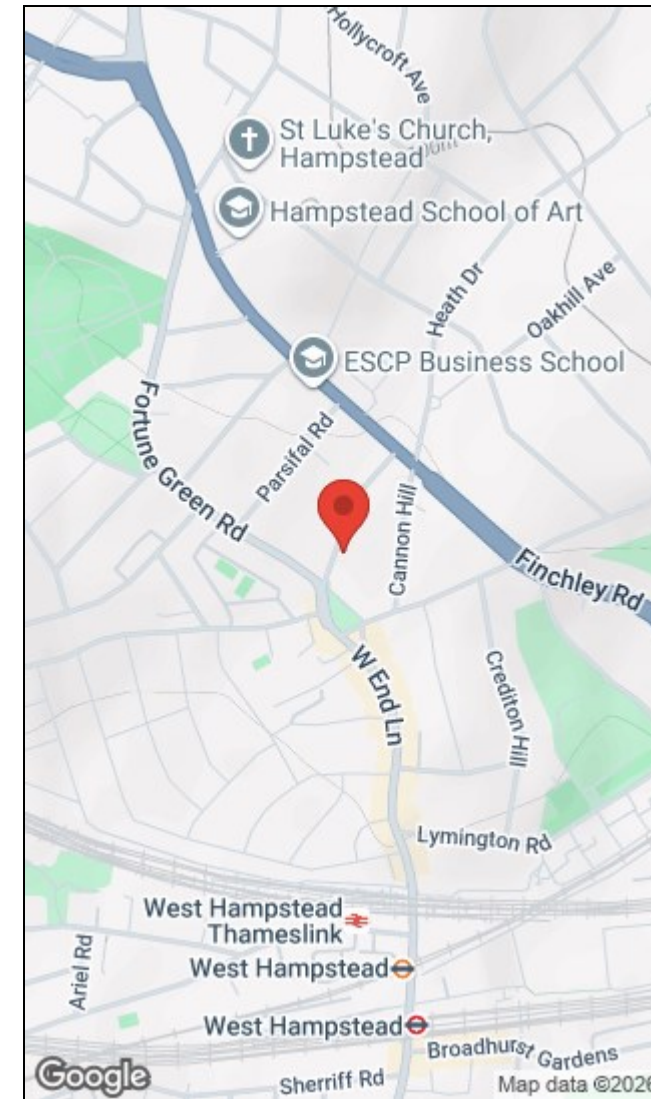 Hollycroft Ave
St Luke's Church,
Hampstead
Hampstead School of Art
Heath Dr
Oakhill Ave
ESCP Business School
Fortune Green Rd
Parsifal Rd
Cannon Hill
Finchley Rd
W End Ln
Crediton Hill
Lymington Rd
West Hampstead
Thameslink
West Hampstead
Ariel Rd
West Hampstead
Broadhurst Gardens
Sherriff Rd
Google
Map data ©2026